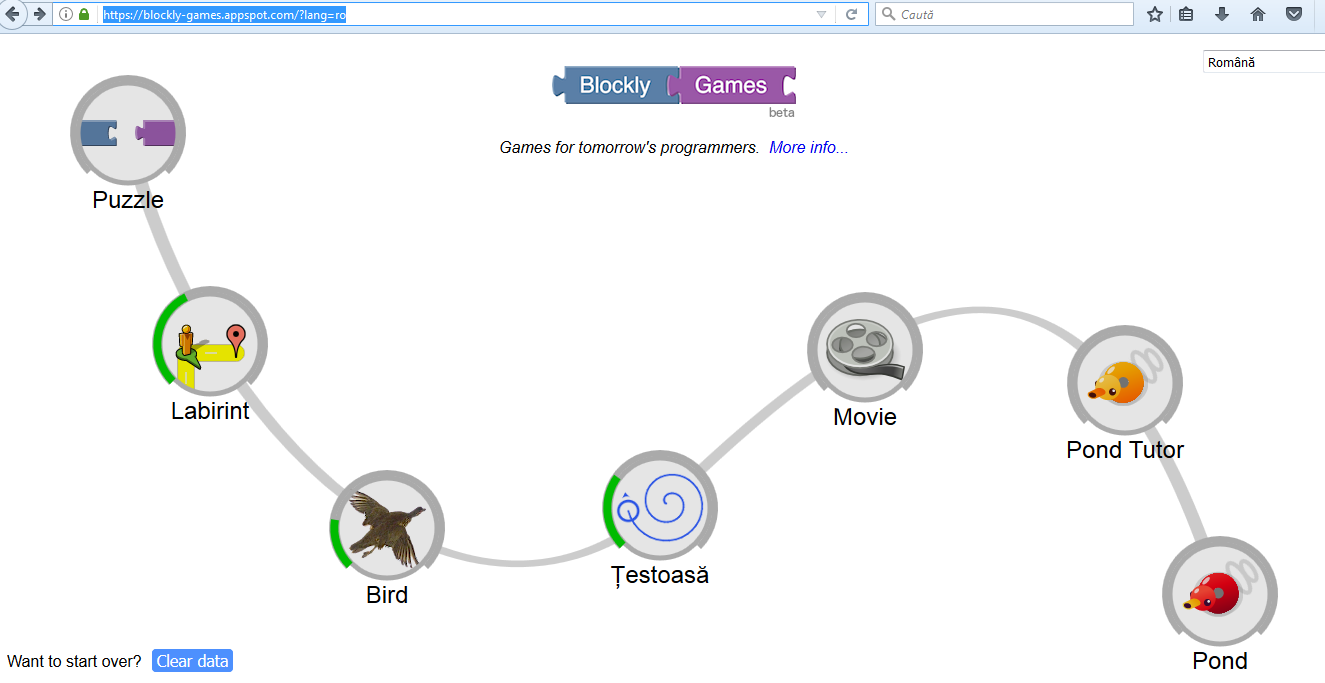 https://blockly-games.appspot.com/?lang=ro
Caută
Română
Blockly Games
beta
Games for tomorrow's programmers. More info...
Puzzle
Labirint
Bird
Țestoasă
Movie
Pond Tutor
Pond
Want to start over? Clear data